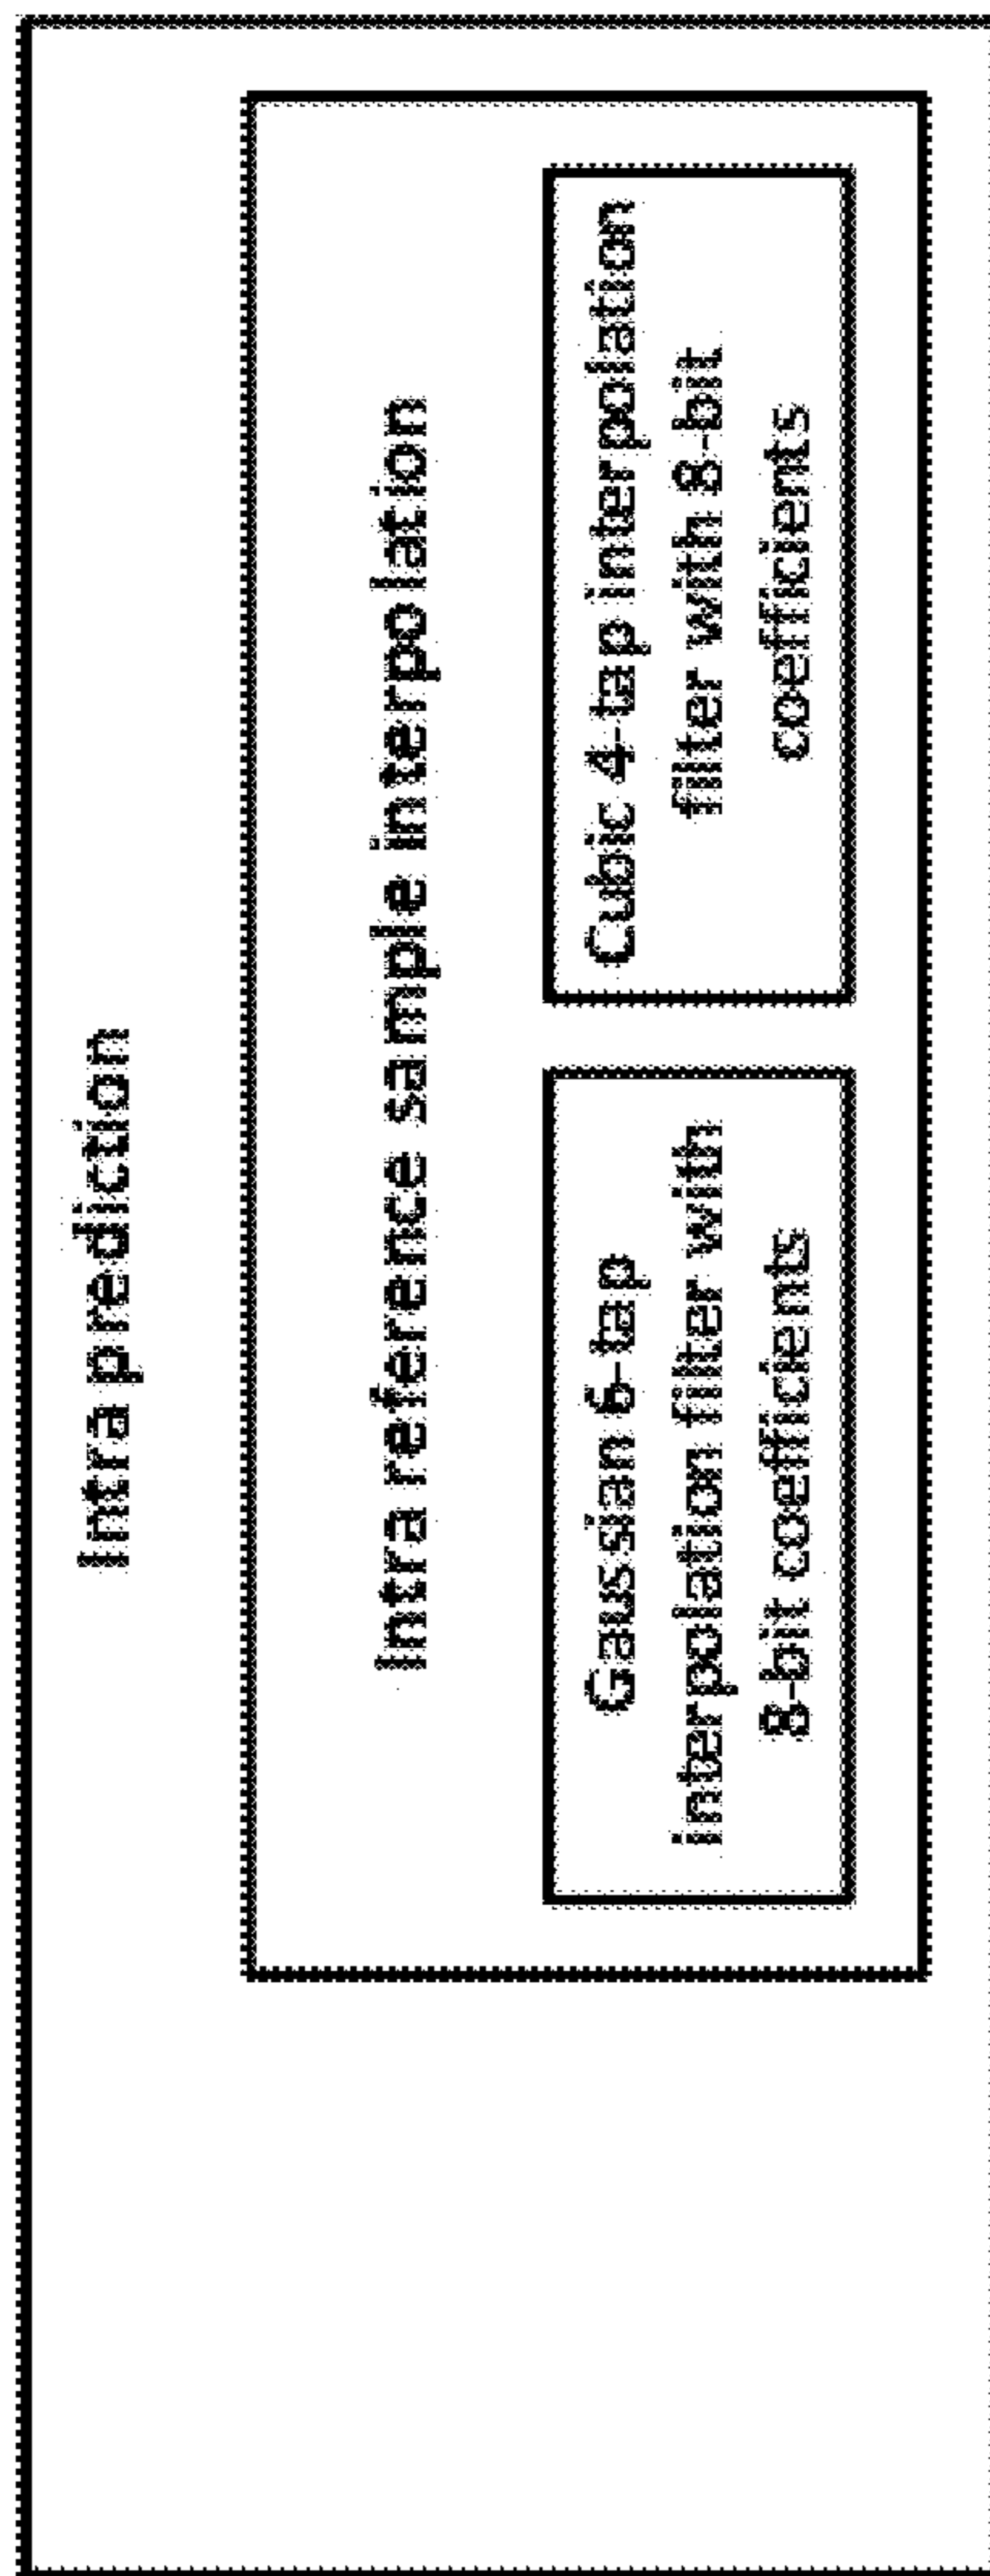 Intra prediction
Intra reference sample interpolation
Gaussian 6-tap
interpolation filter with
8-bit coefficients
Cubic 4-tap interpolation
filter with 8-bit
coefficients